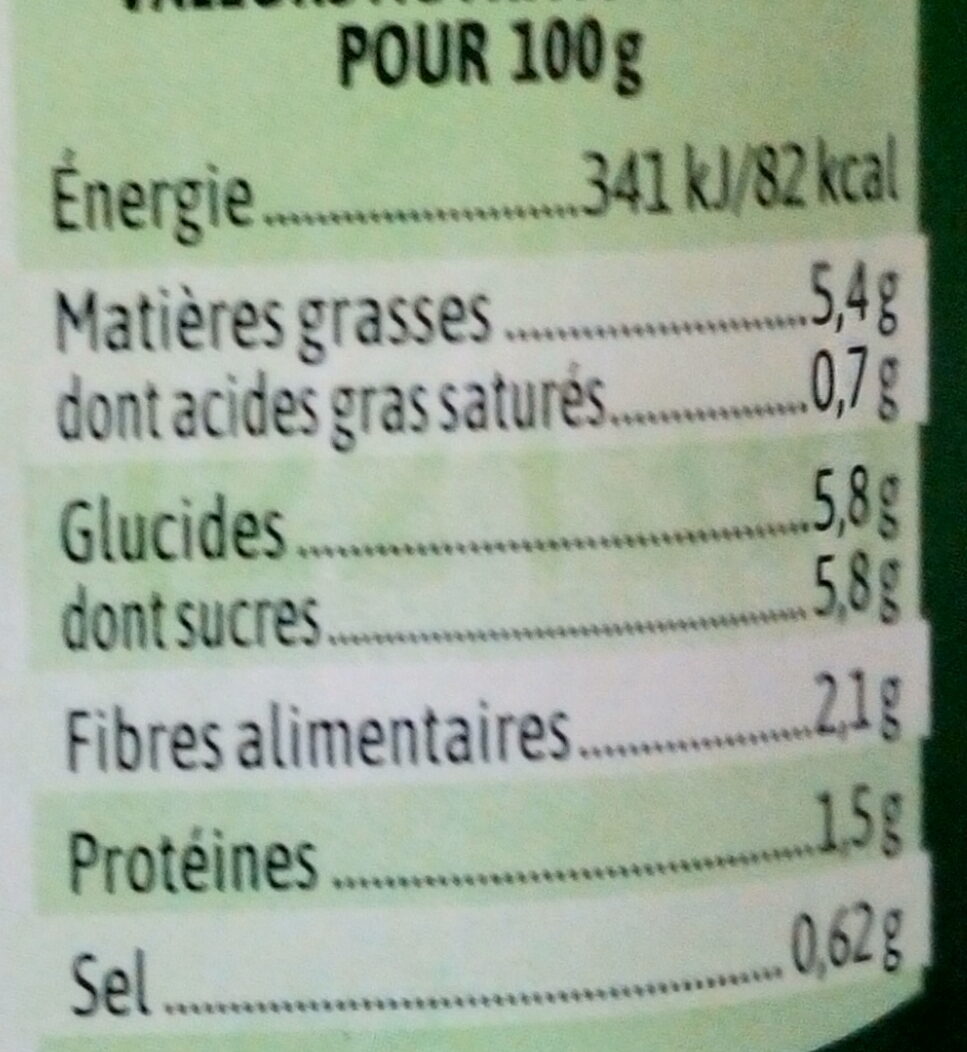 POUR 100g
Énergie....................341 kJ/82 kcal
Matières grasses....................5,4g
dont acides gras saturés....................0,7g
Glucides....................5,8g
dont sucres....................5,8g
Fibres alimentaires....................2,1g
Protéines....................1,5g
Sel....................0,62g